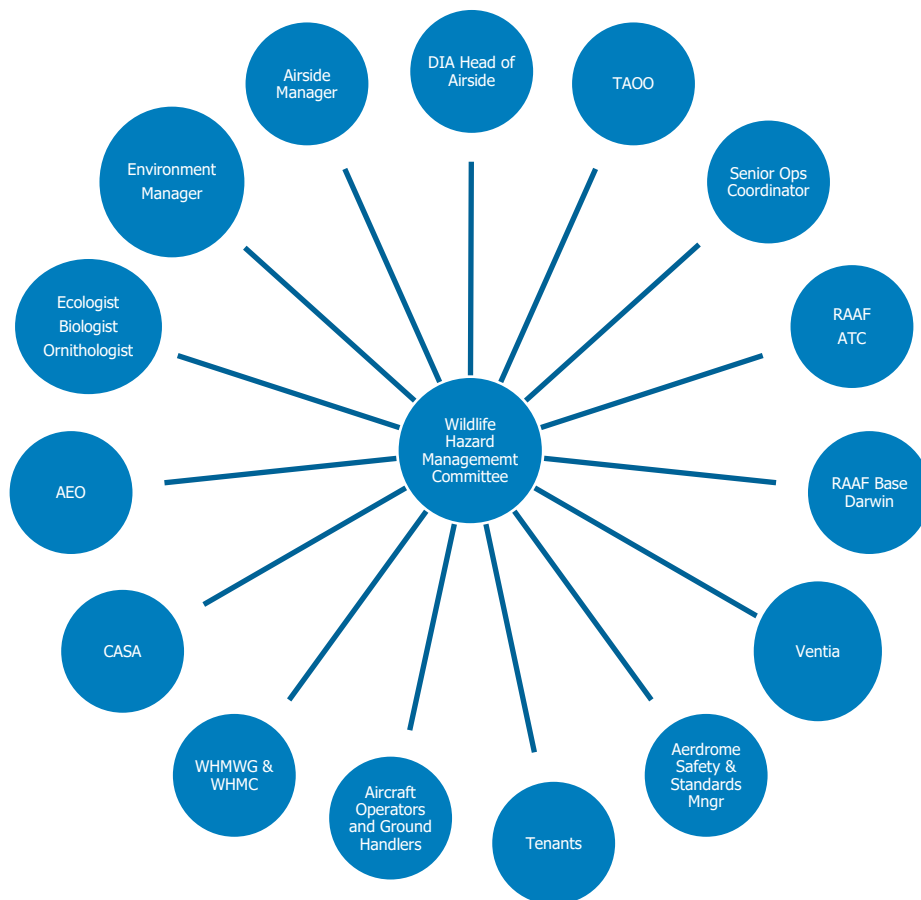 DIA Head of
Airside
TAOO
Senior Ops
Coordinator
RAAF
ATC
RAAF Base
Darwin
Ventia
Aerdrome
Safety &
Standards
Mngr
Tenants
Aircraft
Operators
and Ground
Handlers
WHMWG &
WHMC
CASA
AEO
Ecologist
Biologist
Ornithologist
Environment
Manager
Airside
Manager
Wildlife
Hazard
Managememt
Committee